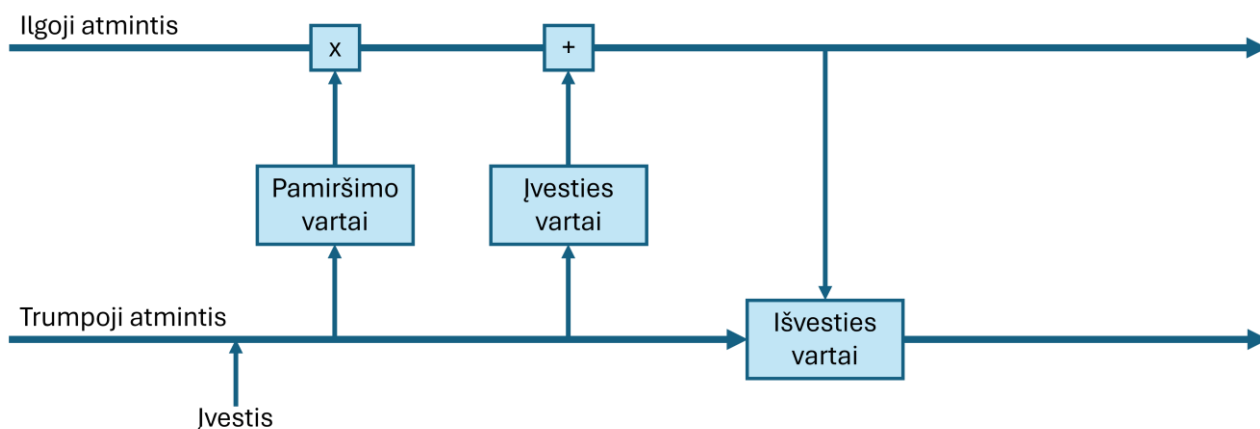 Ilgoji atmintis
x
+
Pamiršimo
vartai
Įvesties
vartai
Trumpoji atmintis
Išvesties
vartai
Įvestis